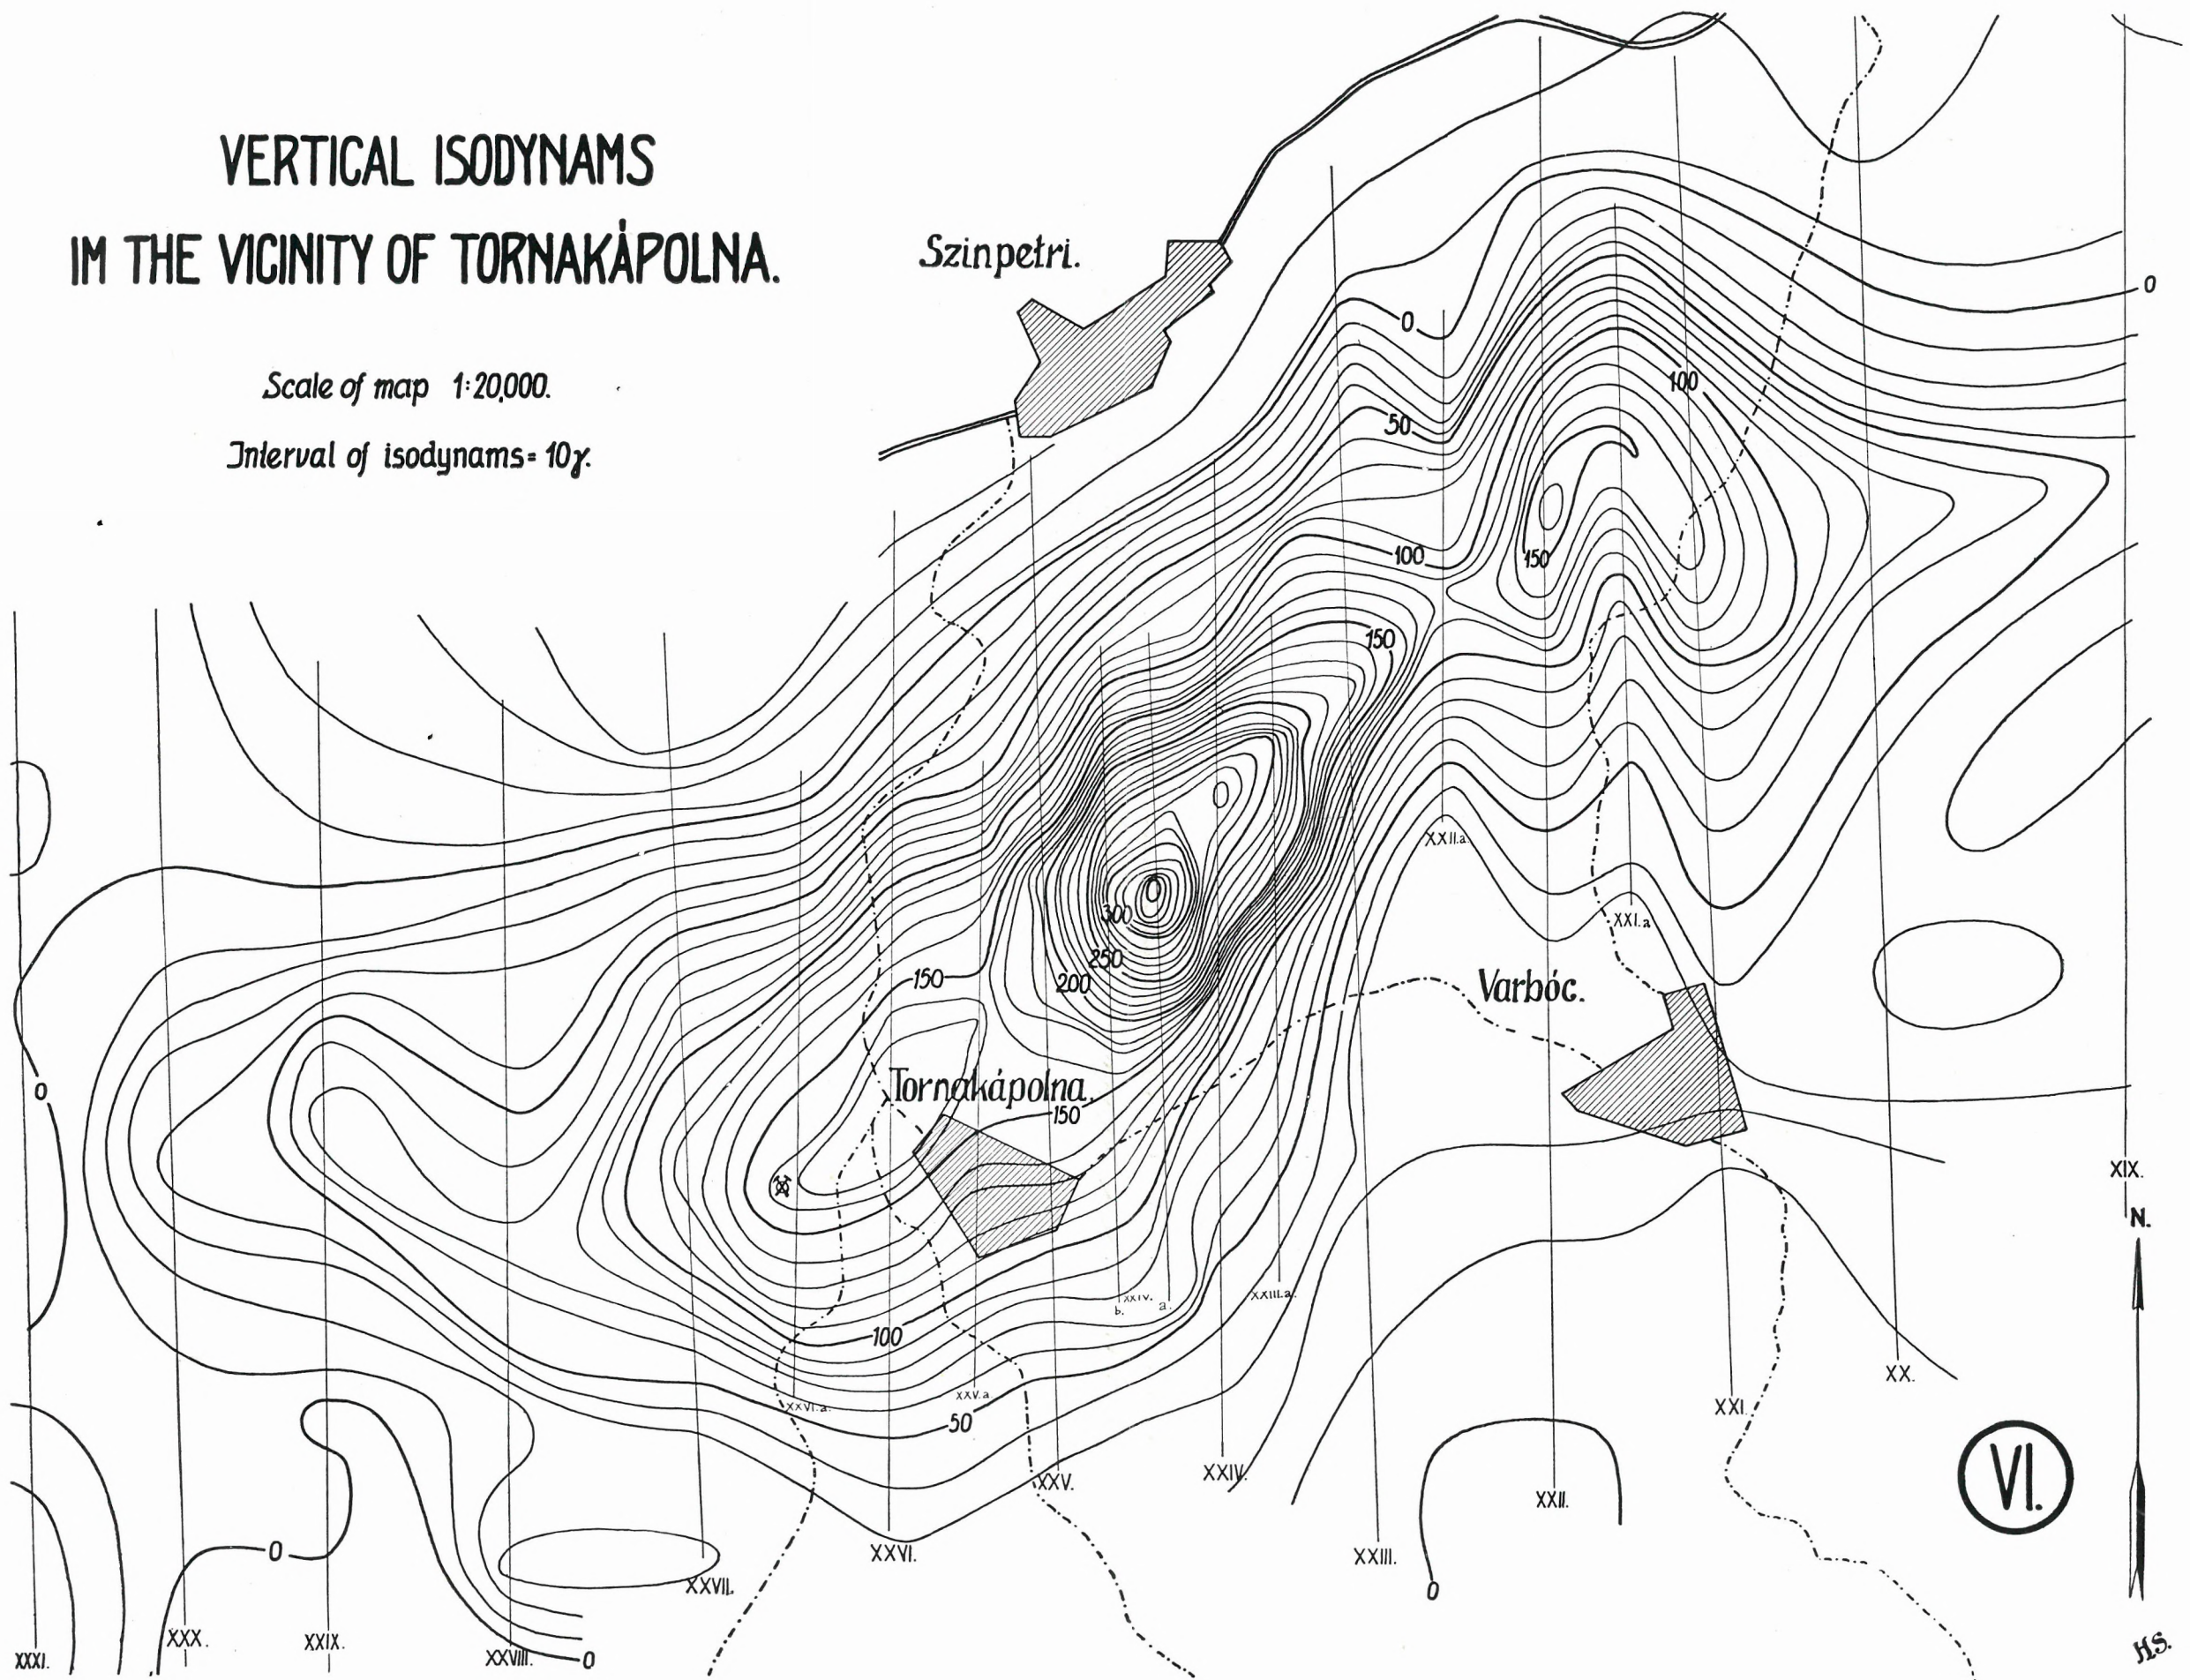 VERTICAL ISODYNAMS
IM THE VICINITY OF TORNAKÁPOLNA.
Scale of map 1:20,000.
Interval of isodynams= 10γ.
Szinpetri.
0
0
100
50
100
150
150
XXII.a.
XXI.a
300
250
200
150
Varbóc.
Tornakápolna.
150
0
XIX.
N.
XXIV.
b.
a.
XXIII.a.
100
XX.
XXV.a
XXVI.a.
50
XXI.
VI.
XXV.
XXIV.
XXII.
0
XXVI.
XXIII.
XXVII.
0
XXX.
XXIX.
XXVIII.
0
XXXI.
H.S.